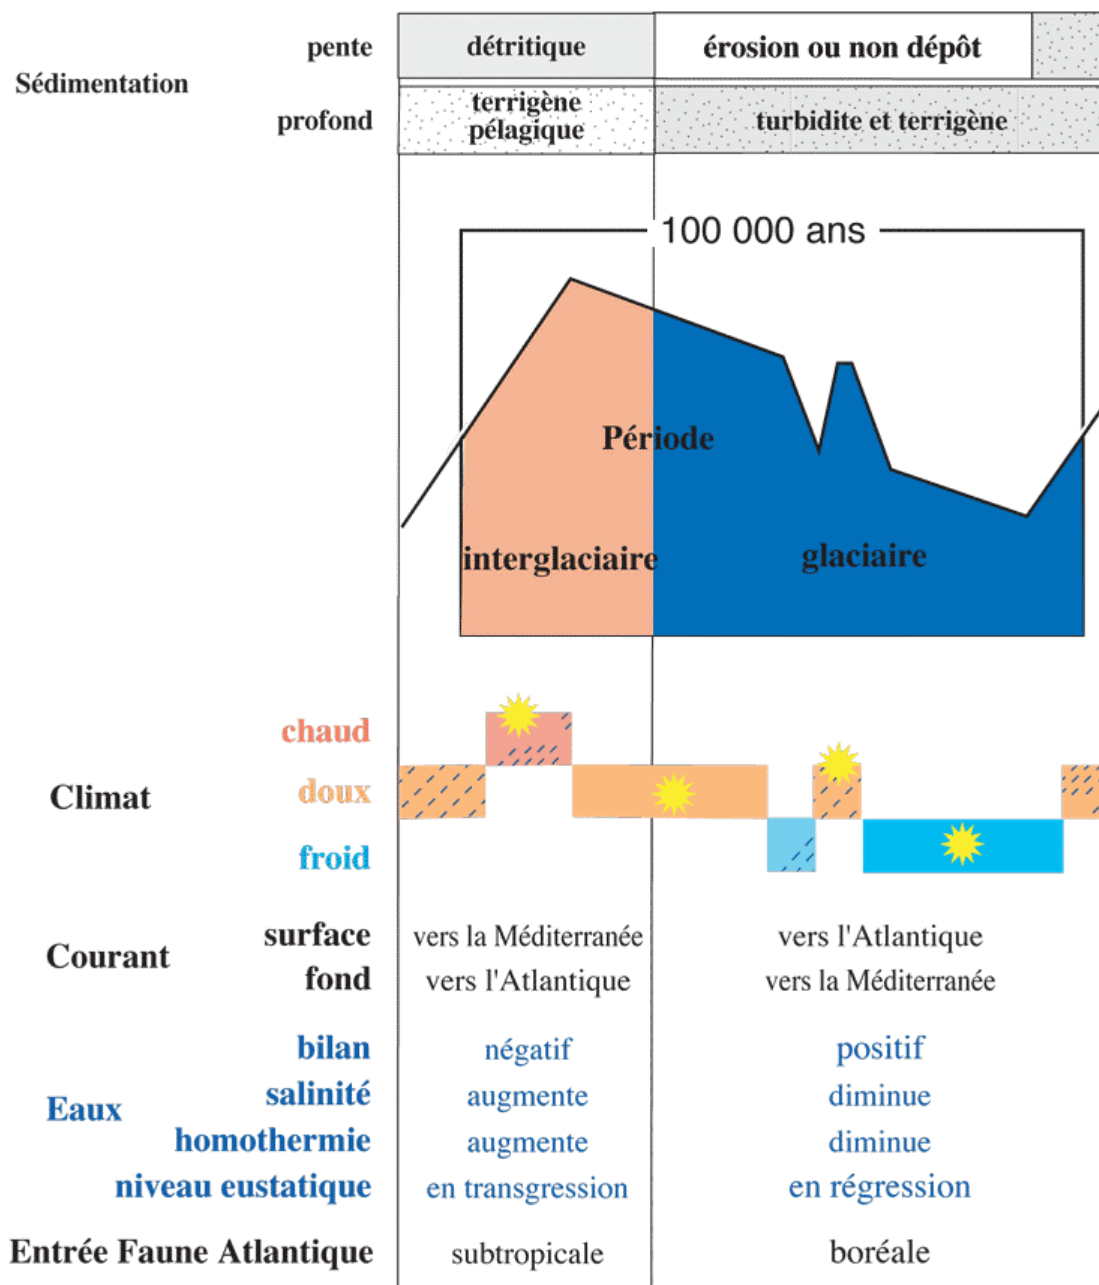 pente détritique érosion ou non dépôt
Sédimentation
profond terrigène pélagique turbidite et terrigène
100 000 ans
Période
interglaciaire glaciaire
chaud
Climat doux
froid
Courant
surface vers la Méditerranée vers l'Atlantique
fond vers l'Atlantique vers la Méditerranée
Eaux
bilan négatif positif
salinité augmente diminue
homothermie augmente diminue
niveau eustatique en transgression en régression
Entrée Faune Atlantique subtropicale boréale